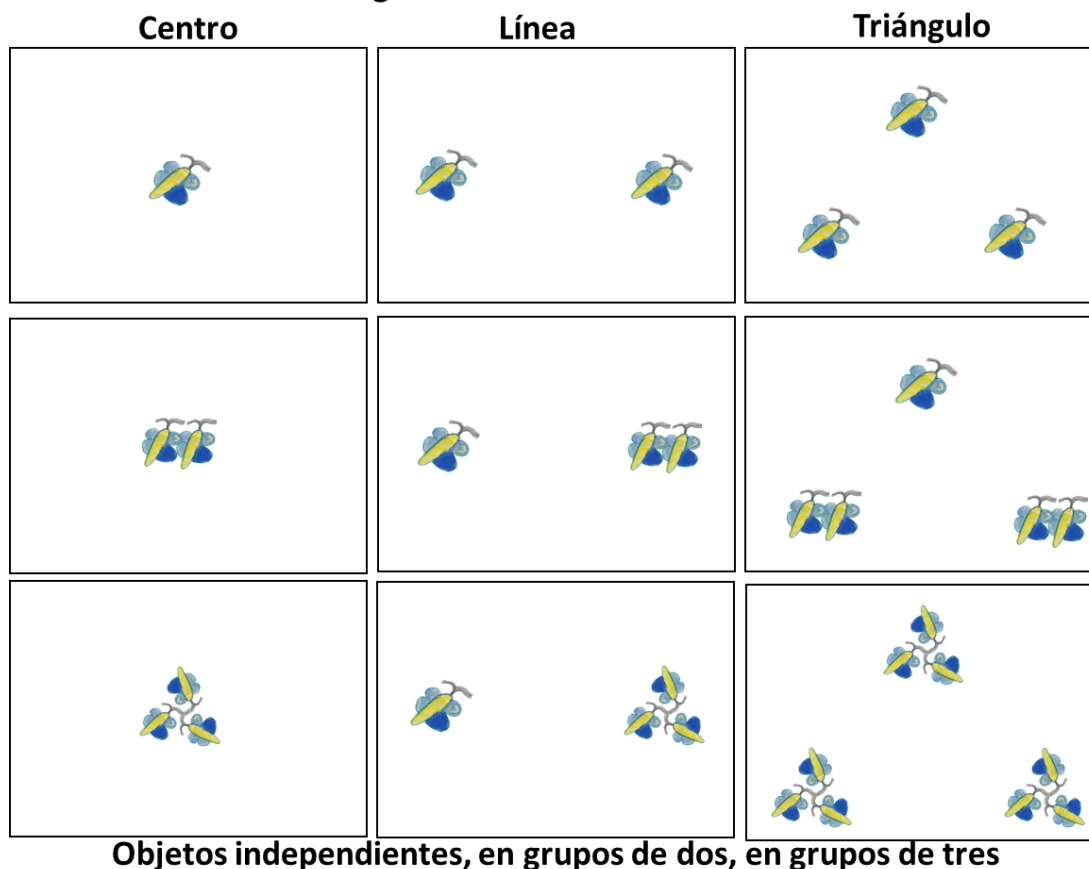 Centro Línea Triángulo
Objetos independientes, en grupos de dos, en grupos de tres